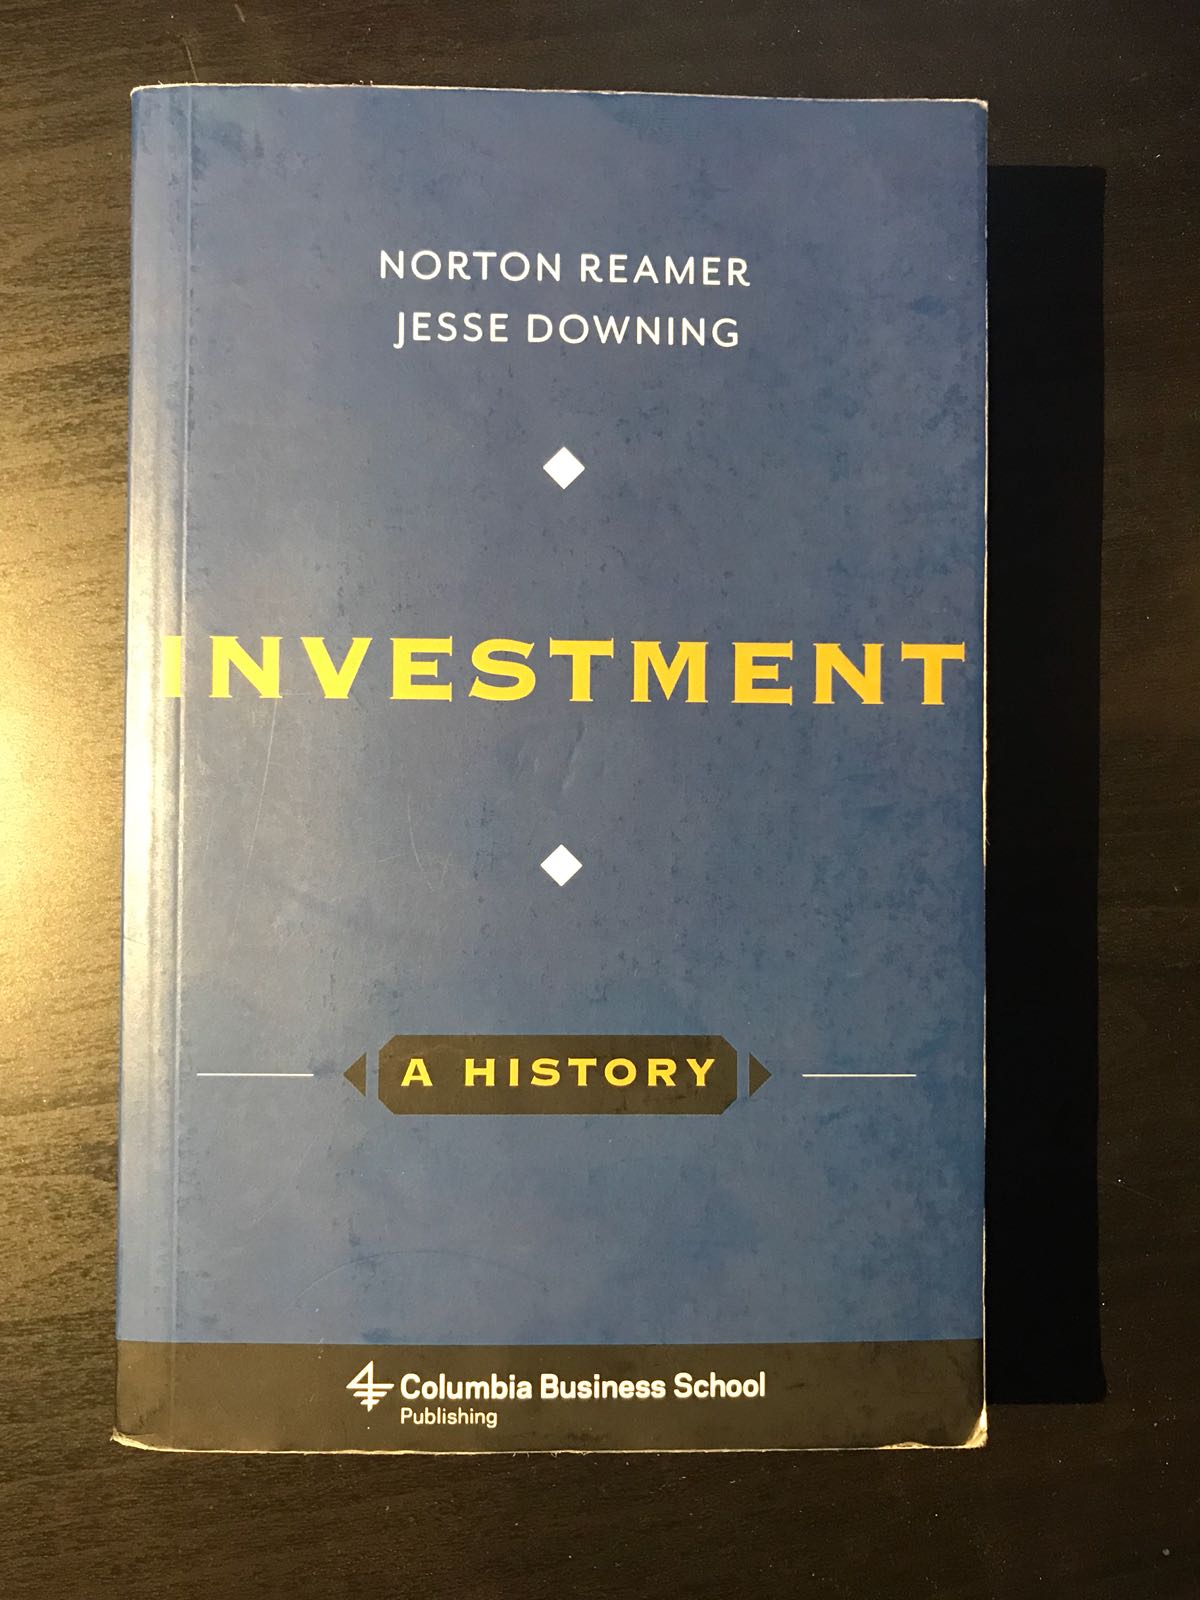 NORTON REAMER
JESSE DOWNING
INVESTMENT
A HISTORY
Columbia Business School
Publishing